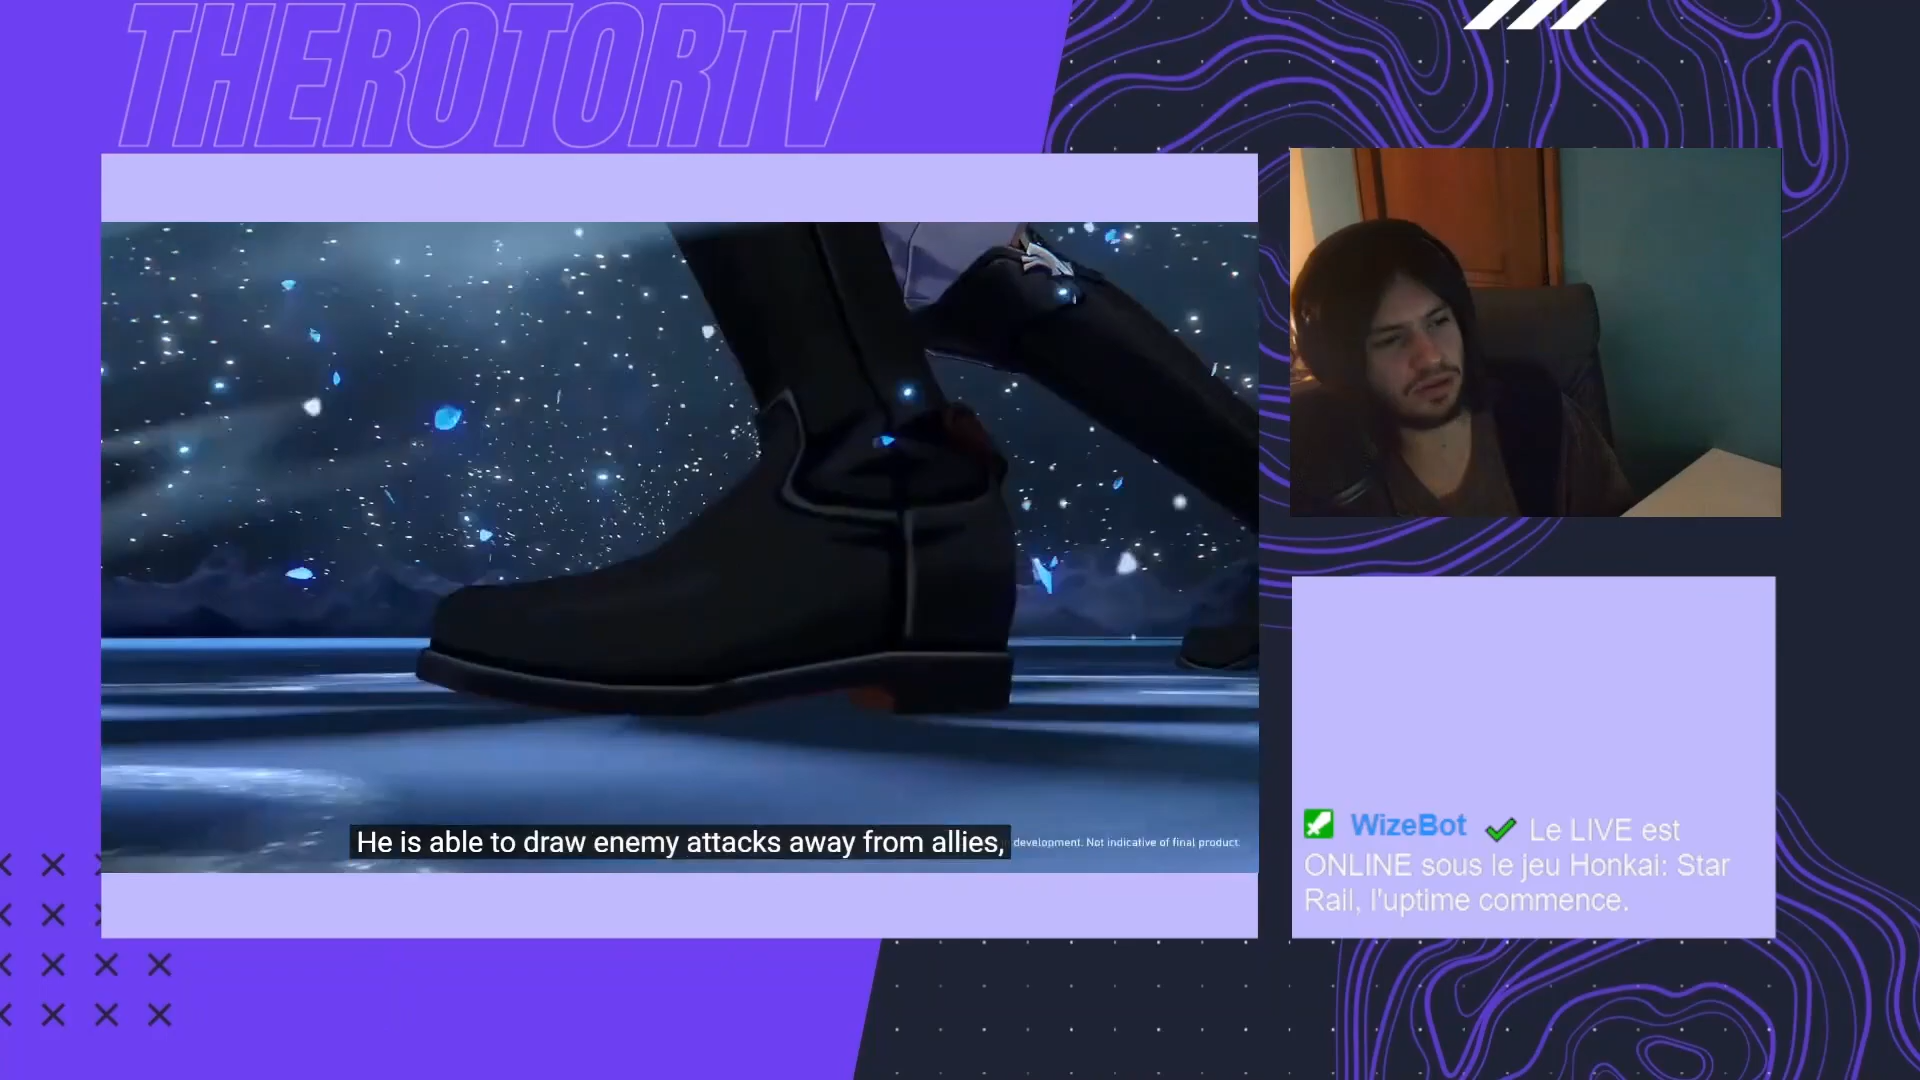 THEROTORTV
He is able to draw enemy attacks away from allies,
development. Not indicative of final product.
WizeBot Le LIVE est
ONLINE sous le jeu Honkai: Star
Rail, l'uptime commence.